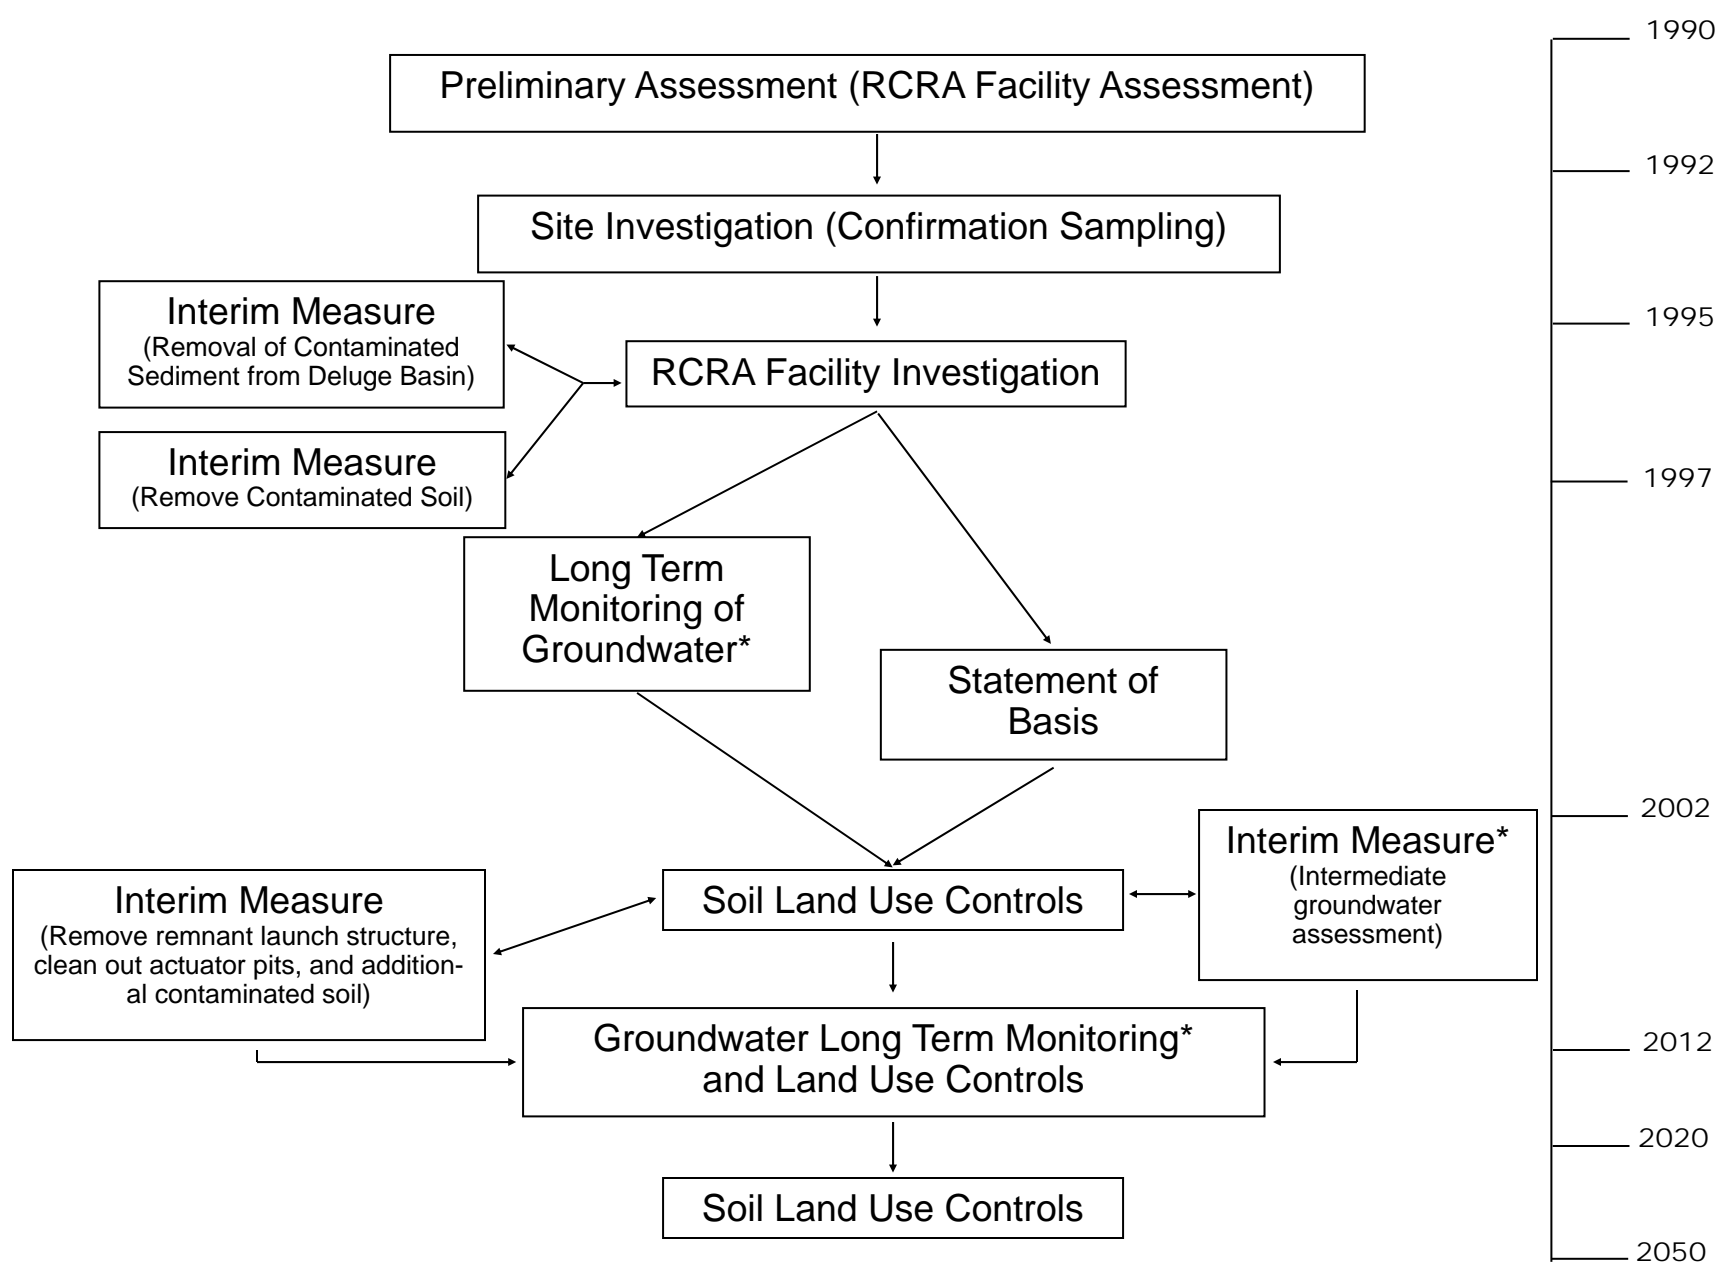 Preliminary Assessment (RCRA Facility Assessment)
Site Investigation (Confirmation Sampling)
Interim Measure
(Removal of Contaminated
Sediment from Deluge Basin)
RCRA Facility Investigation
Interim Measure
(Remove Contaminated Soil)
Long Term
Monitoring of
Groundwater*
Statement of
Basis
Interim Measure*
(Intermediate
groundwater
assessment)
Soil Land Use Controls
Interim Measure
(Remove remnant launch structure,
clean out actuator pits, and addition-
al contaminated soil)
Groundwater Long Term Monitoring*
and Land Use Controls
Soil Land Use Controls
1990
1992
1995
1997
2002
2012
2020
2050